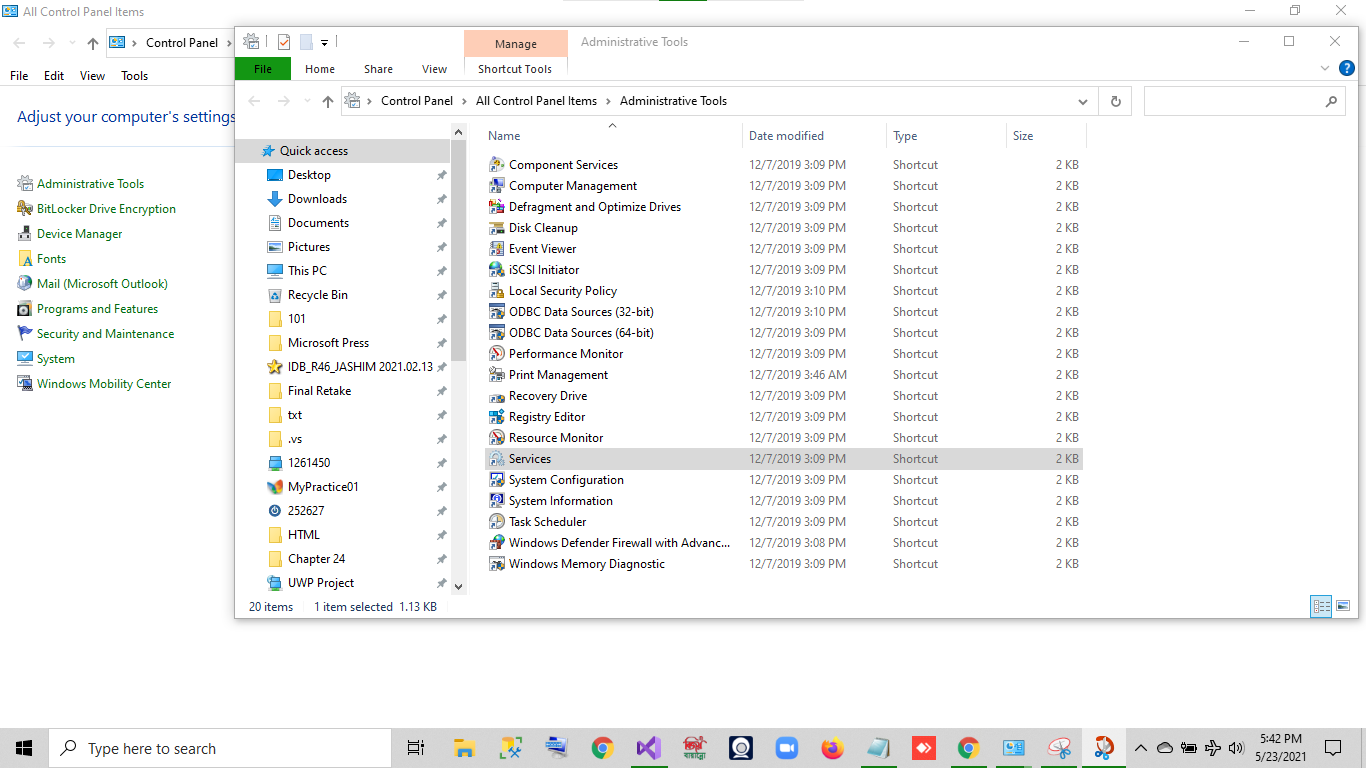 All Control Panel Items
Control Panel
File Edit View Tools
Adjust your computer's settings
Administrative Tools
BitLocker Drive Encryption
Device Manager
Fonts
Mail (Microsoft Outlook)
Programs and Features
Security and Maintenance
System
Windows Mobility Center
Manage Administrative Tools
File Home Share View Shortcut Tools
Control Panel All Control Panel Items Administrative Tools
Quick access
Desktop
Downloads
Documents
Pictures
This PC
Recycle Bin
101
Microsoft Press
IDB_R46_JASHIM 2021.02.13
Final Retake
txt
.vs
1261450
MyPractice01
252627
HTML
Chapter 24
UWP Project
Name Date modified Type Size
Component Services 12/7/2019 3:09 PM Shortcut 2 KB
Computer Management 12/7/2019 3:09 PM Shortcut 2 KB
Defragment and Optimize Drives 12/7/2019 3:09 PM Shortcut 2 KB
Disk Cleanup 12/7/2019 3:09 PM Shortcut 2 KB
Event Viewer 12/7/2019 3:09 PM Shortcut 2 KB
iSCSI Initiator 12/7/2019 3:09 PM Shortcut 2 KB
Local Security Policy 12/7/2019 3:10 PM Shortcut 2 KB
ODBC Data Sources (32-bit) 12/7/2019 3:10 PM Shortcut 2 KB
ODBC Data Sources (64-bit) 12/7/2019 3:09 PM Shortcut 2 KB
Performance Monitor 12/7/2019 3:09 PM Shortcut 2 KB
Print Management 12/7/2019 3:46 AM Shortcut 2 KB
Recovery Drive 12/7/2019 3:09 PM Shortcut 2 KB
Registry Editor 12/7/2019 3:09 PM Shortcut 2 KB
Resource Monitor 12/7/2019 3:09 PM Shortcut 2 KB
Services 12/7/2019 3:09 PM Shortcut 2 KB
System Configuration 12/7/2019 3:09 PM Shortcut 2 KB
System Information 12/7/2019 3:09 PM Shortcut 2 KB
Task Scheduler 12/7/2019 3:09 PM Shortcut 2 KB
Windows Defender Firewall with Advanc... 12/7/2019 3:08 PM Shortcut 2 KB
Windows Memory Diagnostic 12/7/2019 3:09 PM Shortcut 2 KB
20 items 1 item selected 1.13 KB
Type here to search
5:42 PM
5/23/2021